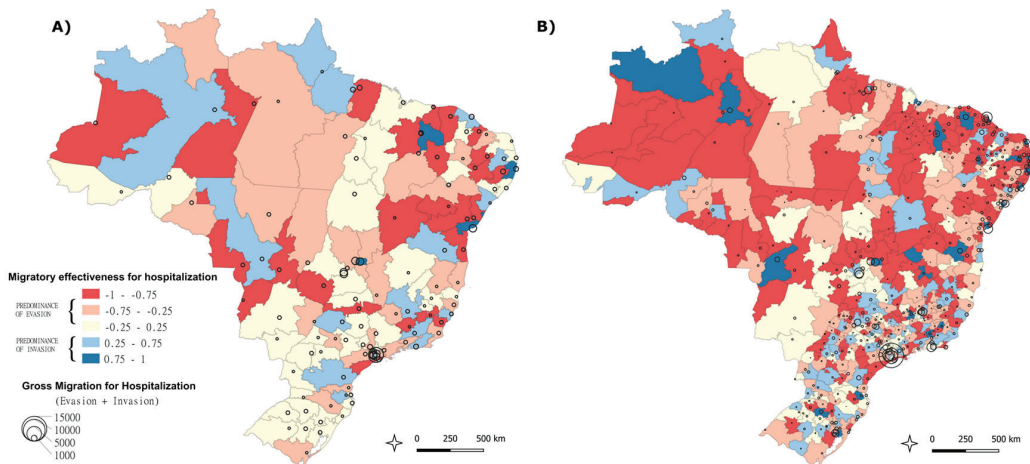 A)
B)
Migratory effectiveness for hospitalization
PREDOMINANCE
OF EVASION
{
-1 - -0.75
-0.75 - -0.25
-0.25 - 0.25
PREDOMINANCE
OF INVASION
{
0.25 - 0.75
0.75 - 1
Gross Migration for Hospitalization
(Evasion + Invasion)
15000
10000
5000
1000
0 250 500 km
0 250 500 km